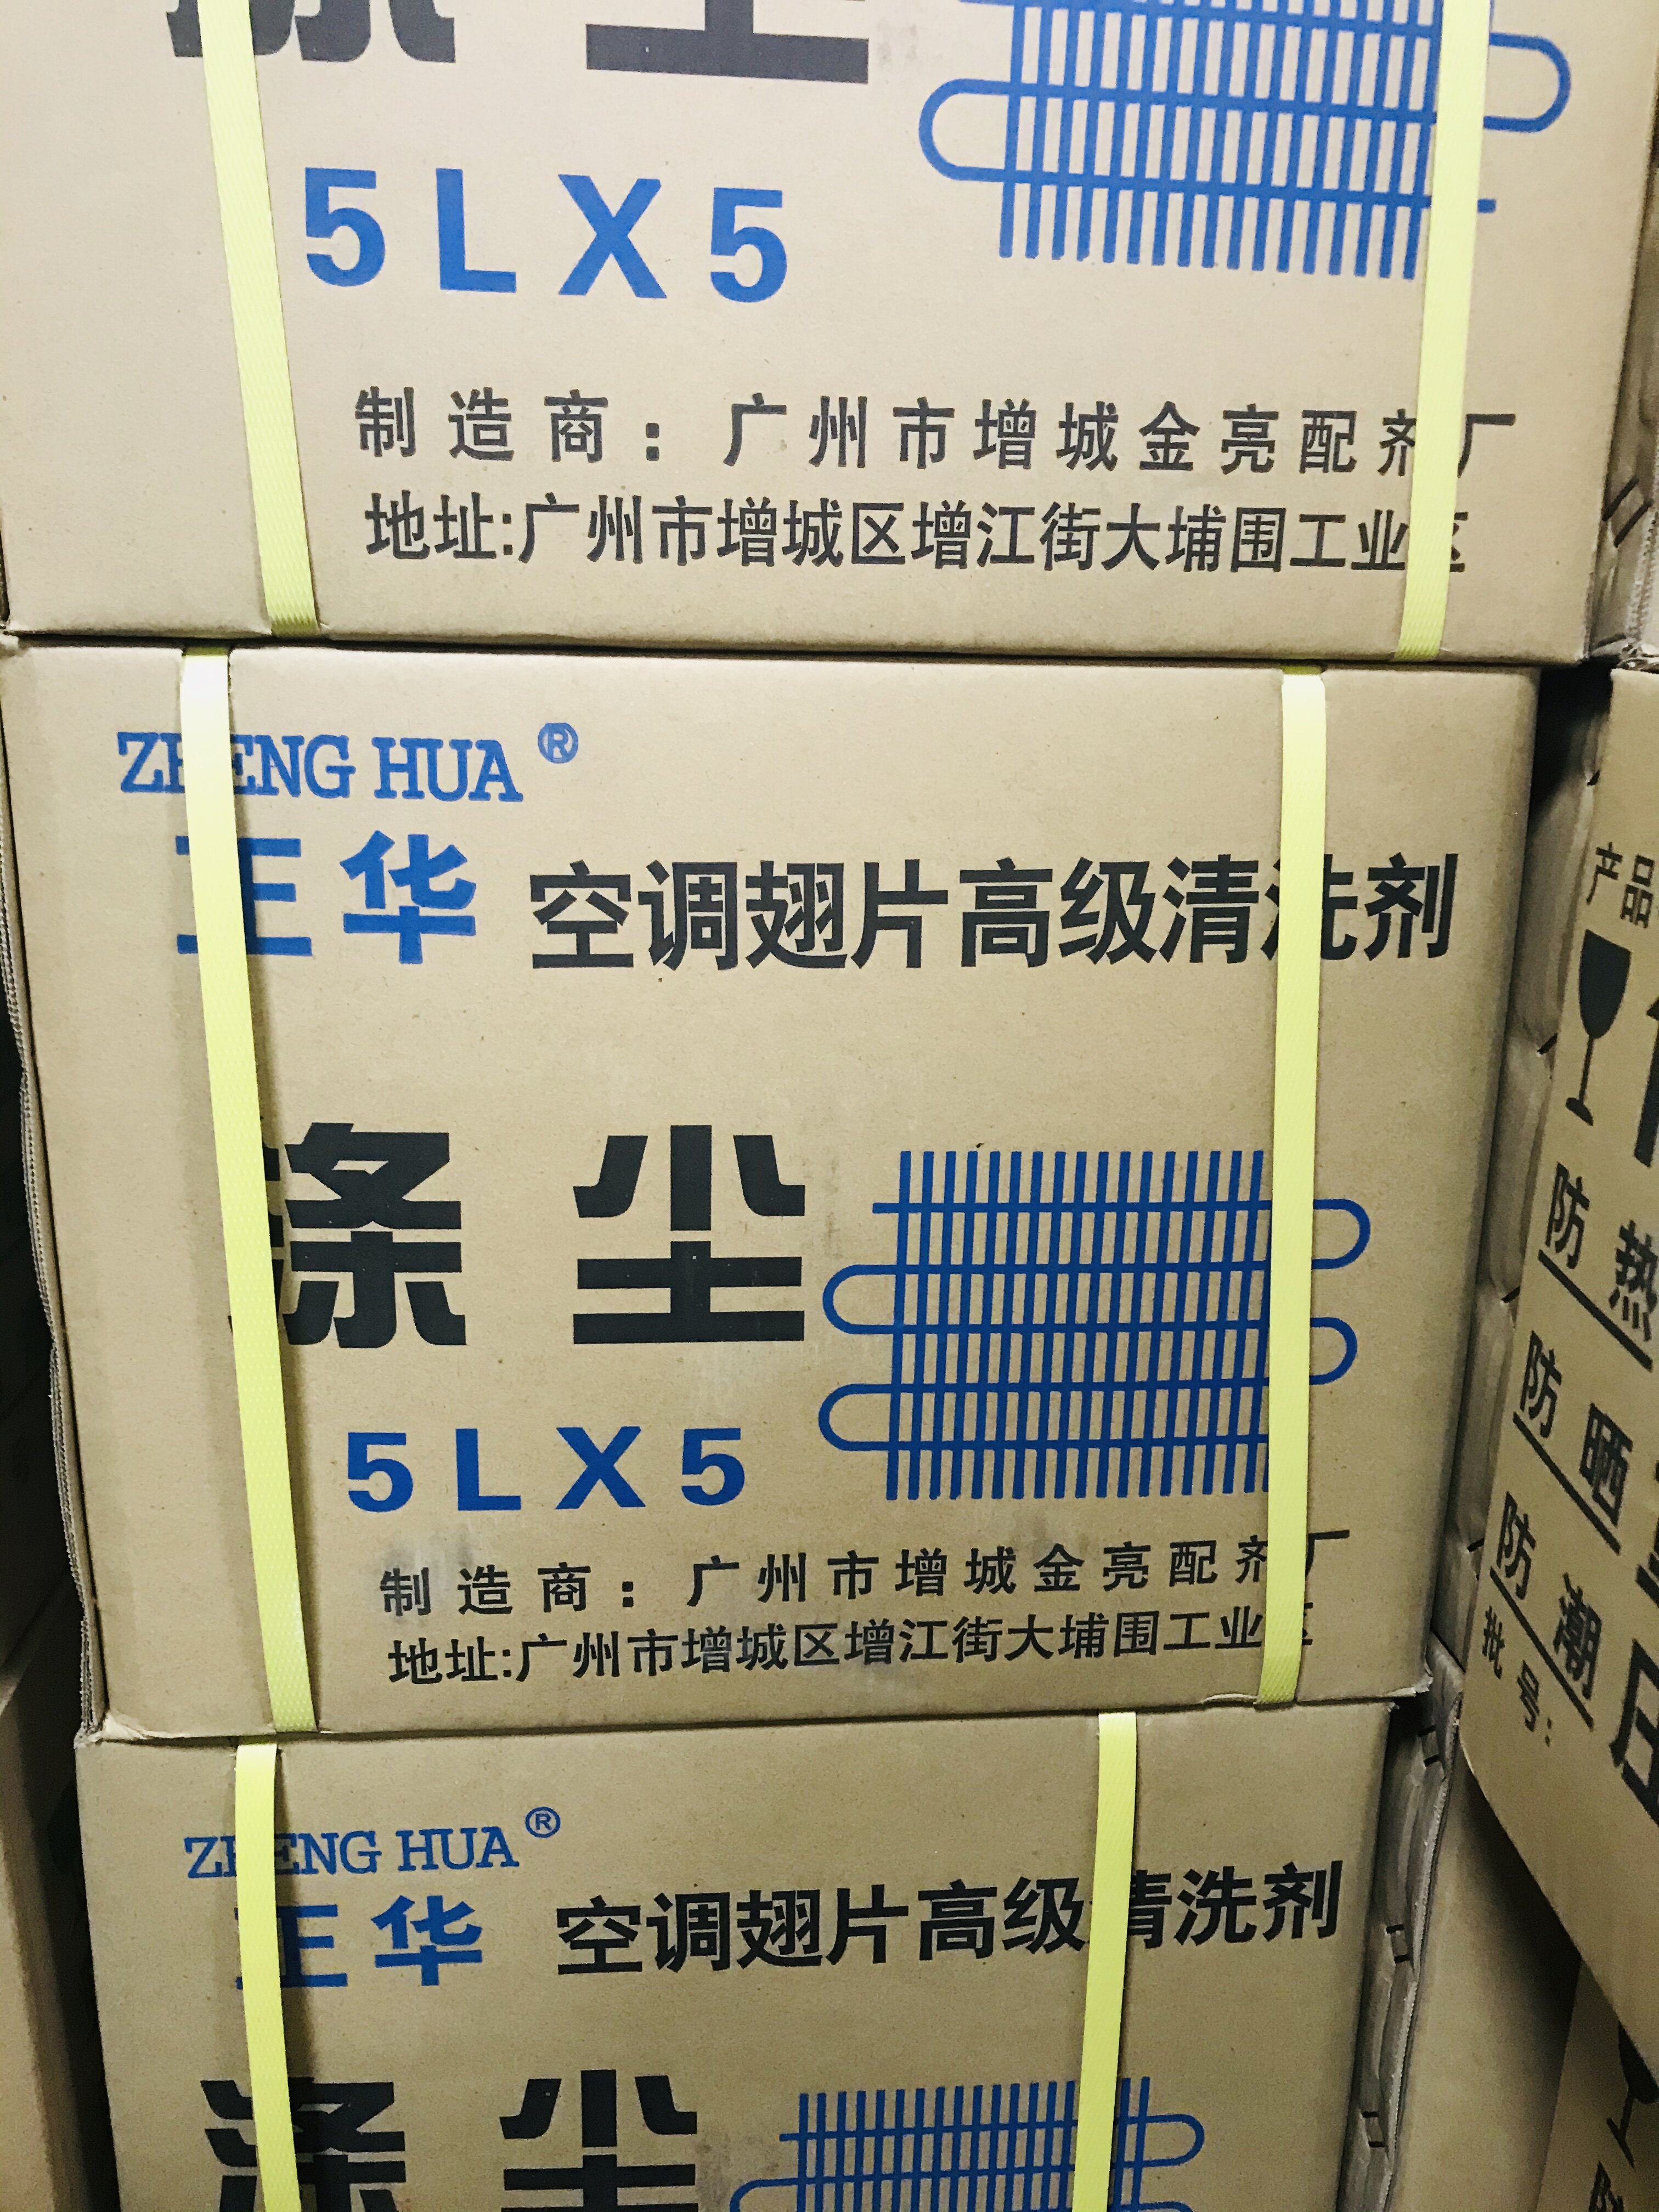 涤 尘
5LX5
制造商：广州市增城金亮配剂厂
地址:广州市增城区增江街大埔围工业区
ZHENG HUA ®
正华 空调翅片高级清洗剂
涤 尘
5LX5
制造商：广州市增城金亮配剂厂
地址:广州市增城区增江街大埔围工业区
ZHENG HUA ®
正华 空调翅片高级清洗剂
涤 尘
产品
防热
防晒
防潮
批号: